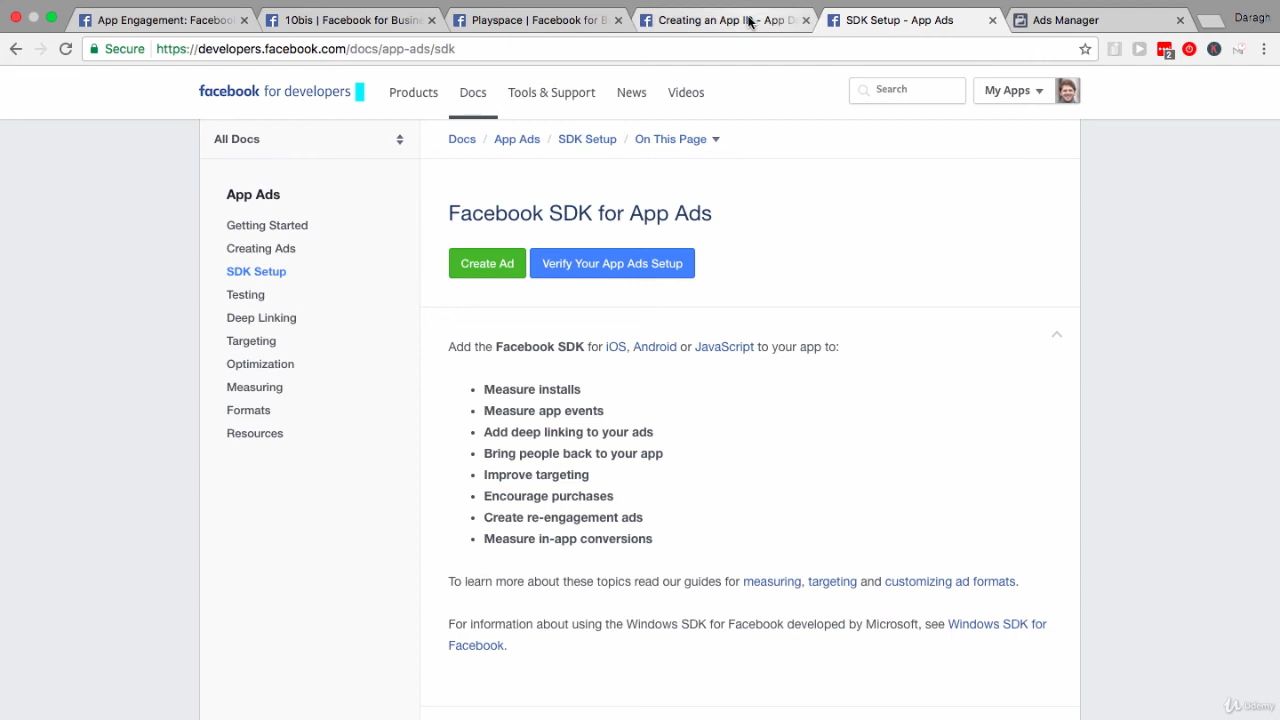 App Engagement: Facebook
10bis | Facebook for Busine
Playspace | Facebook for B
Creating an App I - App D
SDK Setup - App Ads
Ads Manager
Daragh
Secure
https://developers.facebook.com/docs/app-ads/sdk
2
facebook for developers
Products
Docs
Tools & Support
News
Videos
Search
My Apps
All Docs
Docs / App Ads / SDK Setup / On This Page
App Ads
Getting Started
Creating Ads
SDK Setup
Testing
Deep Linking
Targeting
Optimization
Measuring
Formats
Resources
Facebook SDK for App Ads
Create Ad
Verify Your App Ads Setup
Add the Facebook SDK for iOS, Android or JavaScript to your app to:
• Measure installs
• Measure app events
• Add deep linking to your ads
• Bring people back to your app
• Improve targeting
• Encourage purchases
• Create re-engagement ads
• Measure in-app conversions
To learn more about these topics read our guides for measuring, targeting and customizing ad formats.
For information about using the Windows SDK for Facebook developed by Microsoft, see Windows SDK for
Facebook.
Udemy